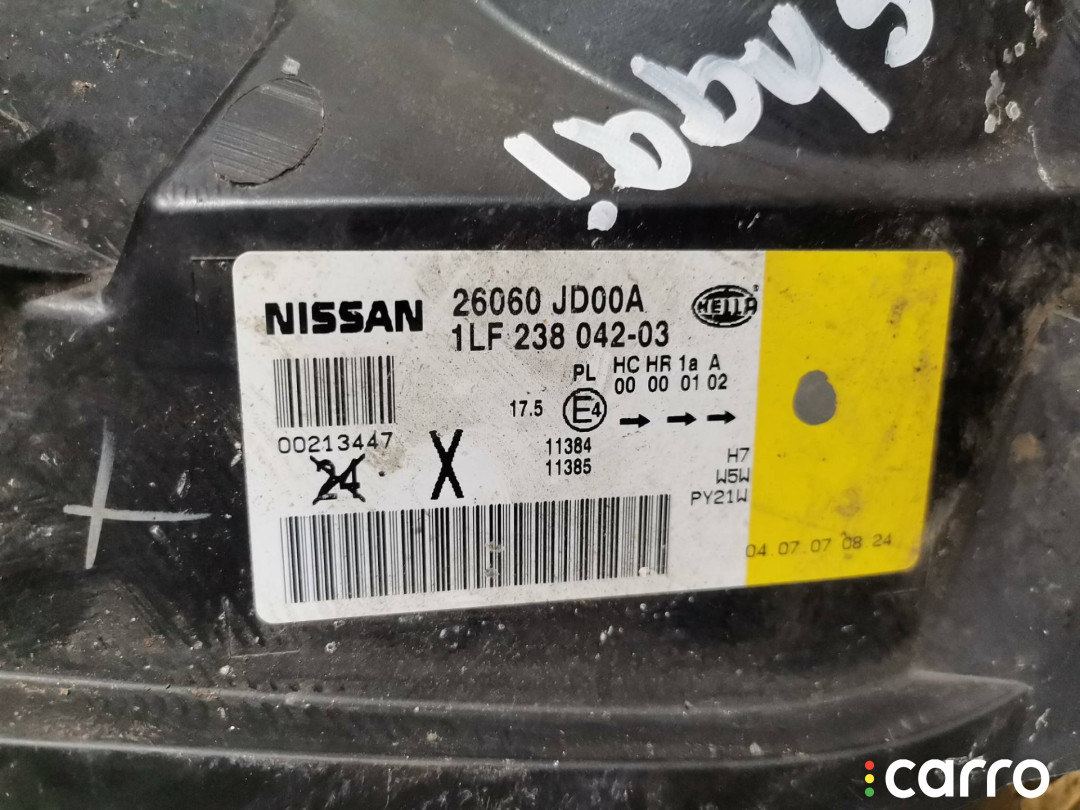 NISSAN
26060 JD00A
1LF 238 042-03
HELLA
PL
HC HR 1a A
00 00 01 02
17.5
E4
00213447
24
X
11384
11385
H7
W5W
PY21W
04.07.07 08 24
carro